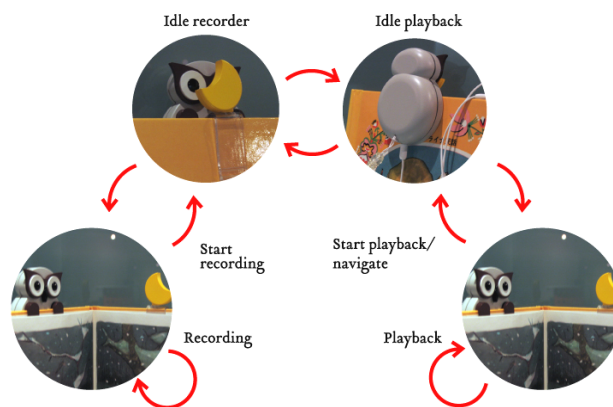 Idle recorder
Idle playback
Start
recording
Start playback/
navigate
Recording
Playback